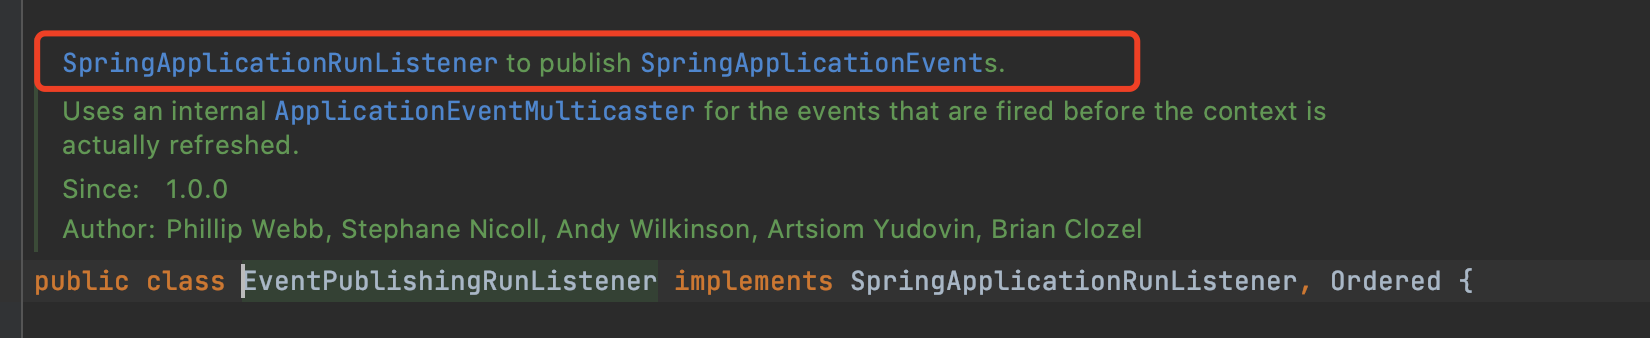 SpringApplicationRunListener to publish SpringApplicationEvents.
Uses an internal ApplicationEventMulticaster for the events that are fired before the context is
actually refreshed.
Since: 1.0.0
Author: Phillip Webb, Stephane Nicoll, Andy Wilkinson, Artsiom Yudovin, Brian Clozel
public class EventPublishingRunListener implements SpringApplicationRunListener, Ordered {